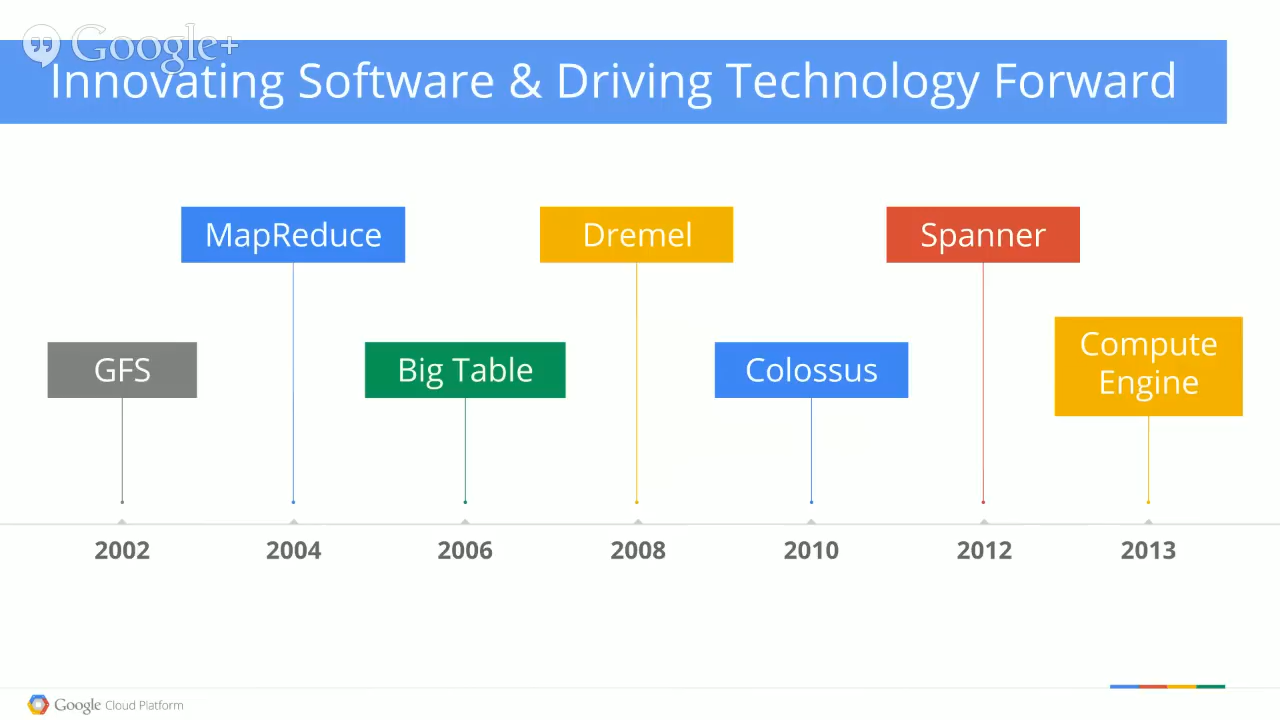 Google+
Innovating Software & Driving Technology Forward
MapReduce
Dremel
Spanner
GFS
Big Table
Colossus
Compute
Engine
2002
2004
2006
2008
2010
2012
2013
Google Cloud Platform